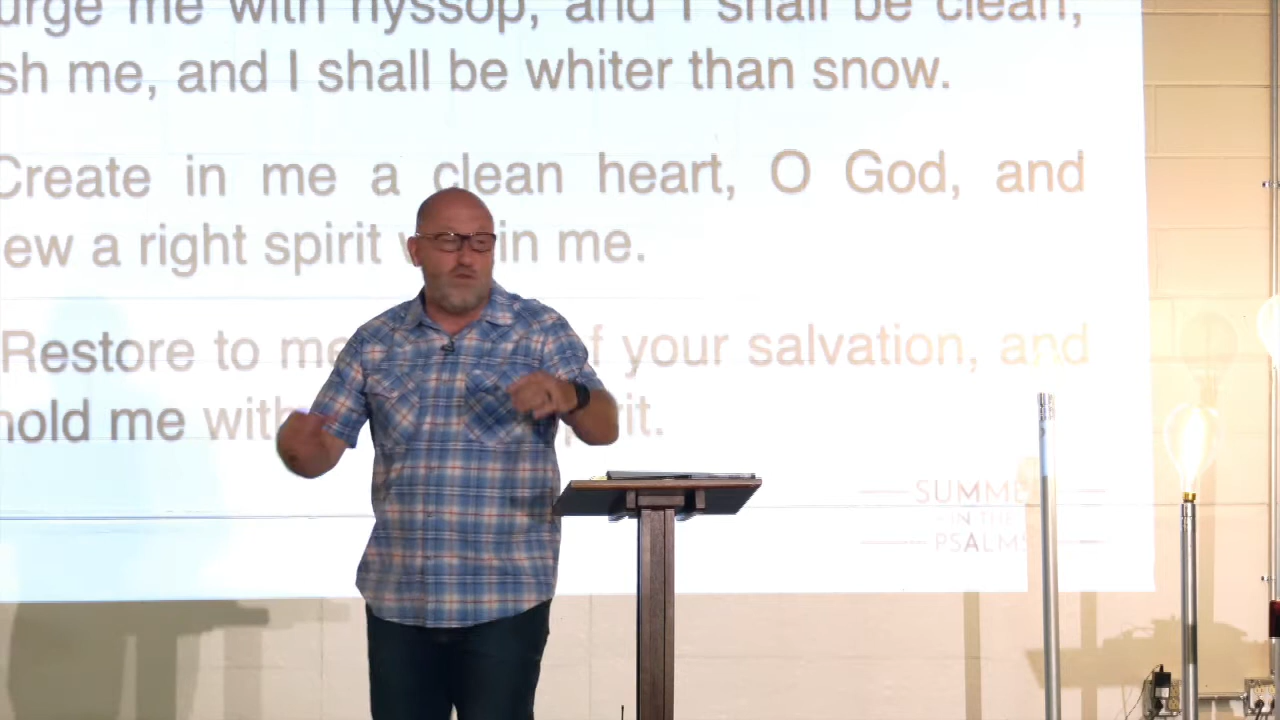 urge me with hyssop, and I shall be clean;
sh me, and I shall be whiter than snow.
Create in me a clean heart, O God, and
ew a right spirit in me.
Restore to me f your salvation, and
hold me with rit.
SUMME
IN THE
PSALMS